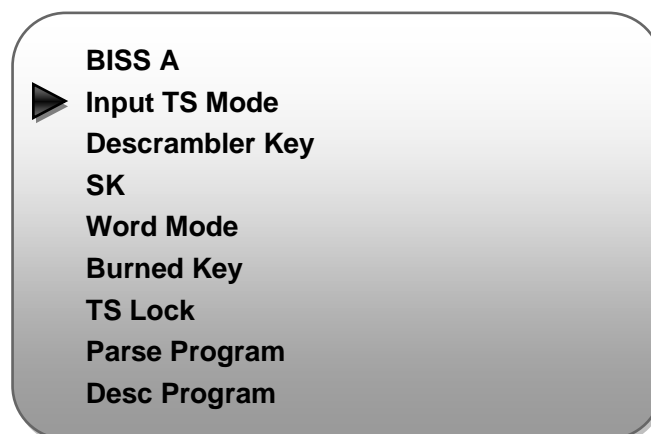 BISS A
Input TS Mode
Descrambler Key
SK
Word Mode
Burned Key
TS Lock
Parse Program
Desc Program